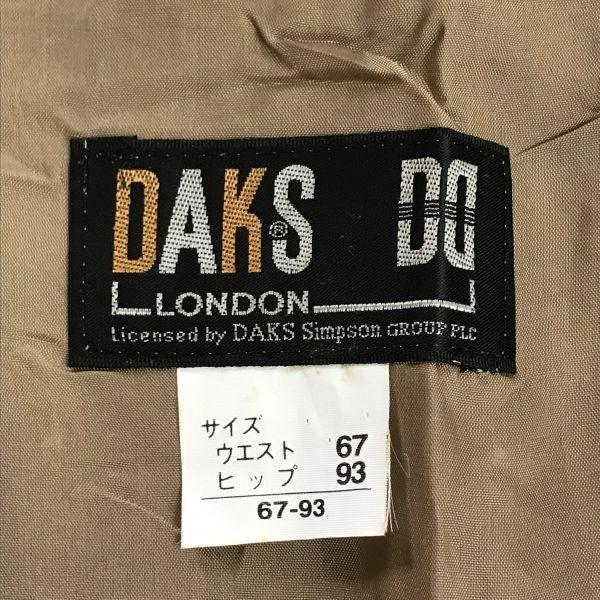 DAKS® DD
LONDON
Licensed by DAKS Simpson GROUP PLC
サイズ
ウエスト 67
ヒップ 93
67-93